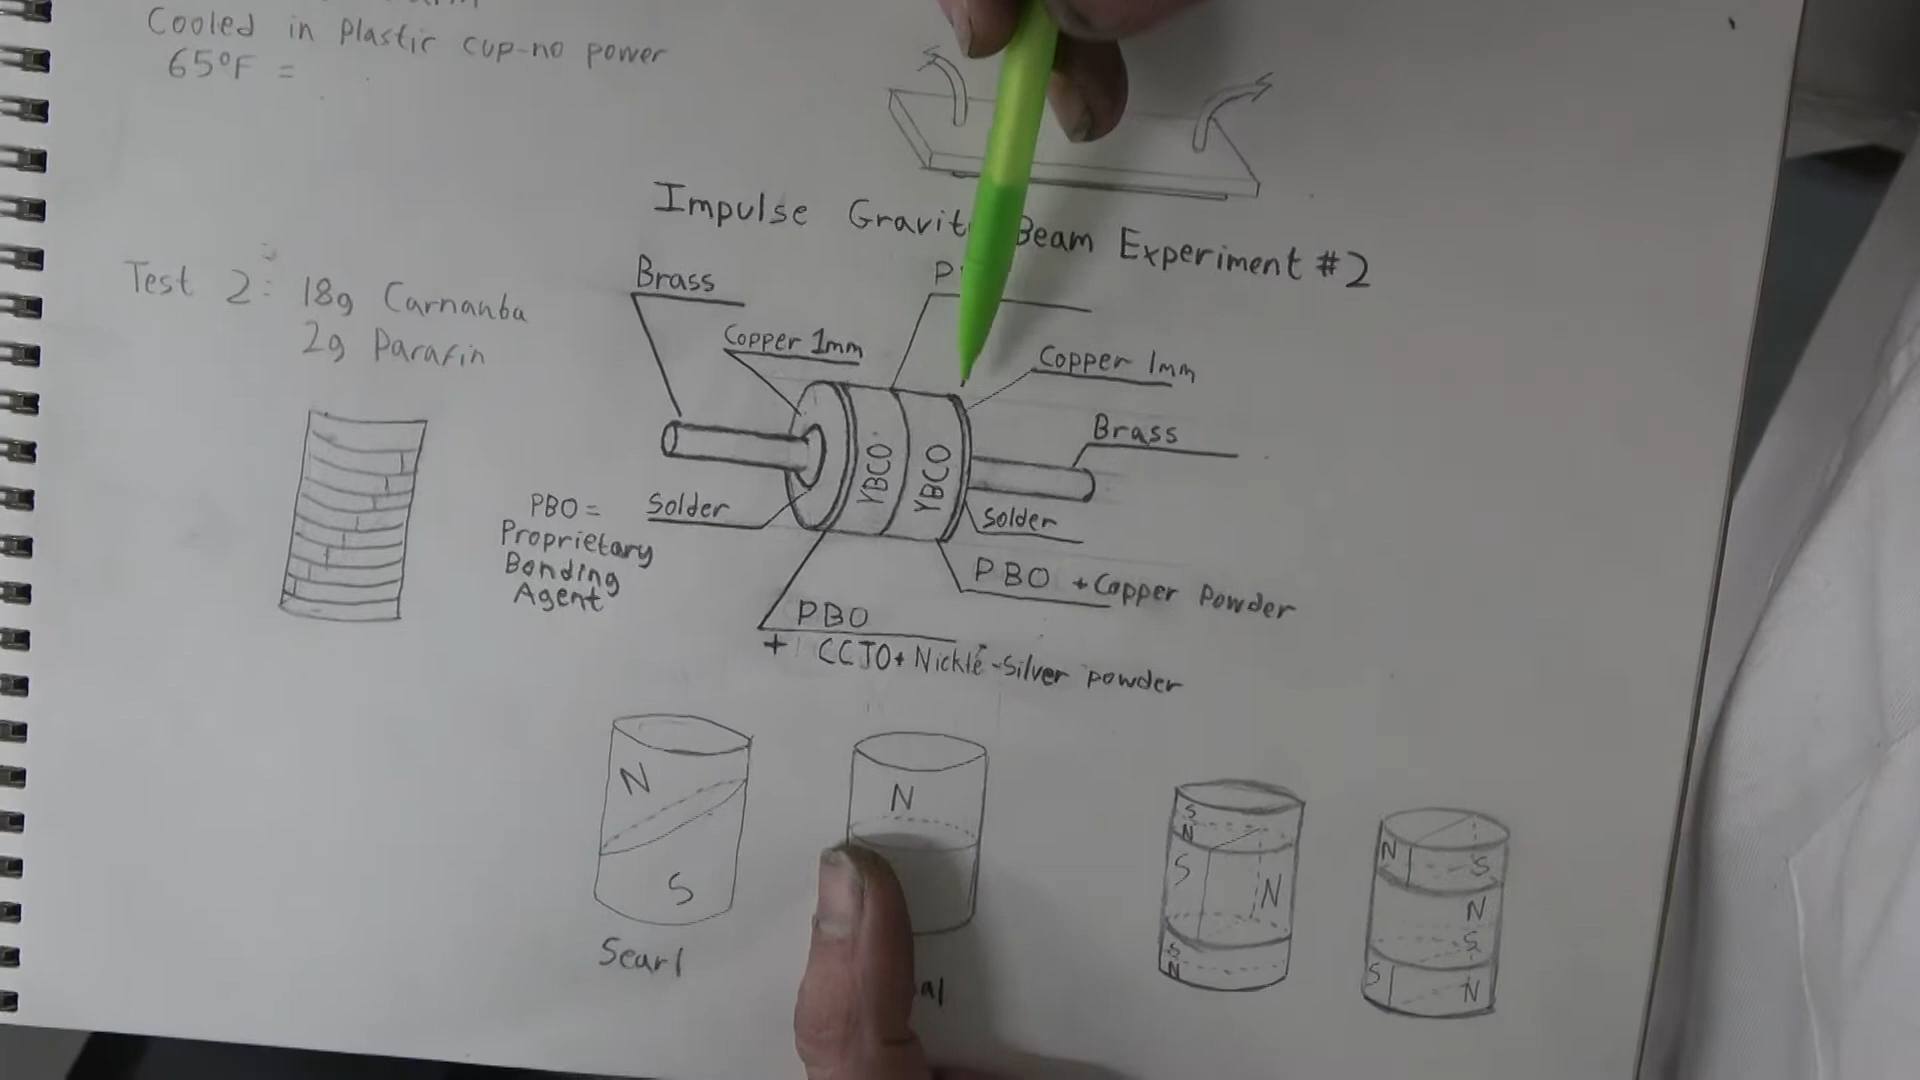 Cooled in Plastic cup-no power
65°F =
Impulse Beam Experiment #2
Test 2: 18g Carnanba
2g Parafin
Brass
Copper 1mm
Copper 1mm
Brass
YBCO
YBCO
Solder
Solder
PBO =
Proprietary
Bonding
Agent
PBO + Copper Powder
PBO
+ CCTO + Nickle-Silver powder
N
S
Searl
N
S
N
S
N
S
N
N
S
N
S
S
N